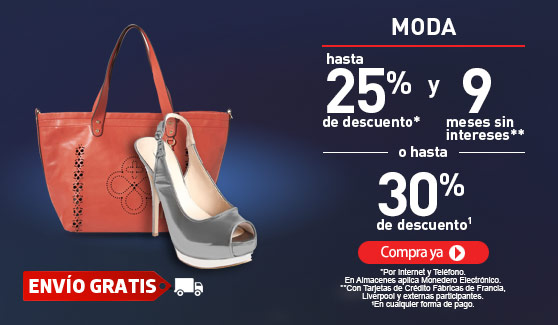 MODA
hasta
25% y 9
de descuento*
meses sin
intereses**
o hasta
30%
de descuento¹
Compra ya
*Por Internet y Teléfono.
En Almacenes aplica Monedero Electrónico.
**Con Tarjetas de Crédito Fábricas de Francia,
Liverpool y externas participantes.
¹En cualquier forma de pago.
ENVÍO GRATIS